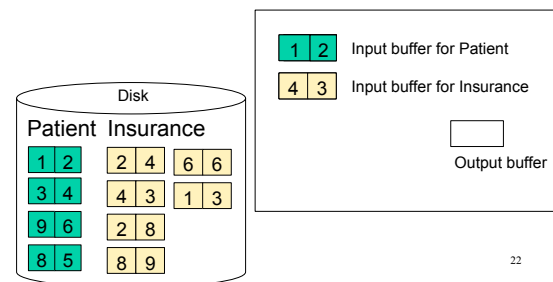 1 2 Input buffer for Patient
4 3 Input buffer for Insurance
Output buffer
Disk
Patient Insurance
1 2 2 4 6 6
3 4 4 3 1 3
9 6 2 8
8 5 8 9
22